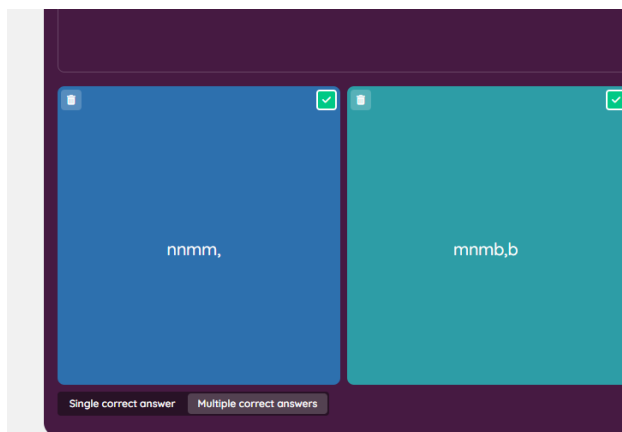 nnmm,
mnmb,b
Single correct answer
Multiple correct answers